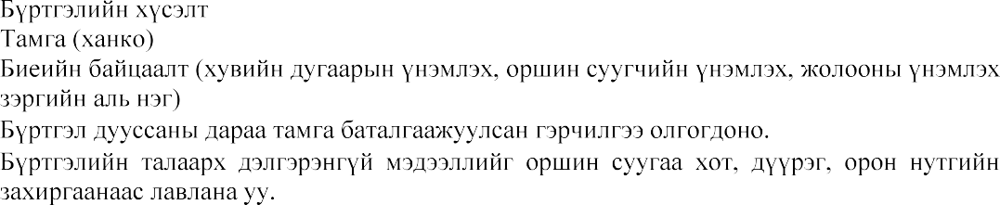 Бүртгэлийн хүсэлт
Тамга (ханко)
Биеийн байцаалт (хувийн дугаарын үнэмлэх, оршин суугчийн үнэмлэх, жолооны үнэмлэх
зэргийн аль нэг)
Бүртгэл дууссаны дараа тамга баталгаажуулсан гэрчилгээ олгогдоно.
Бүртгэлийн талаарх дэлгэрэнгүй мэдээллийг оршин суугаа хот, дүүрэг, орон нутгийн
захиргаанаас лавлана уу.